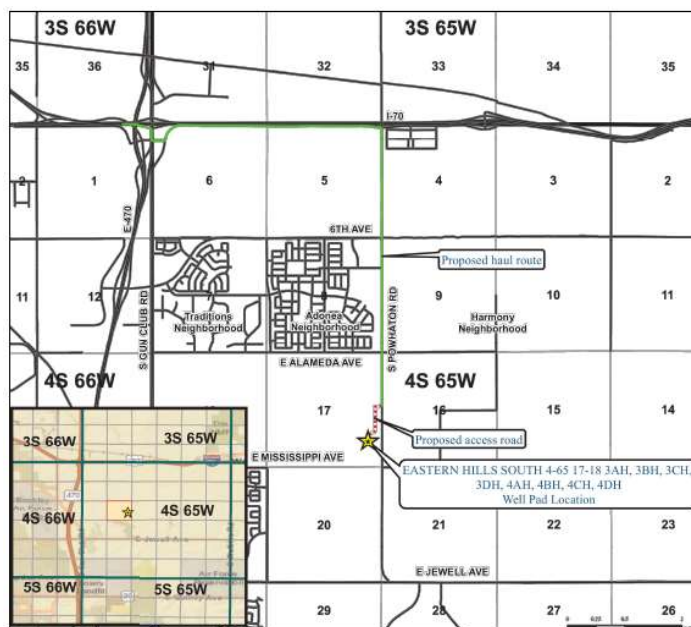 3S 66W
3S 65W
35
36
31
32
33
34
35
I-70
2
1
6
5
4
3
2
E-470
6TH AVE
Proposed haul route
11
12
Traditions
Neighborhood
Adonea
Neighborhood
S GUN CLUB RD
S POWHATON RD
9
Harmony
Neighborhood
10
11
E ALAMEDA AVE
4S 66W
4S 65W
17
16
15
14
Proposed access road
E MISSISSIPPI AVE
EASTERN HILLS SOUTH 4-65 17-18 3AH, 3BH, 3CH,
3DH, 4AH, 4BH, 4CH, 4DH
Well Pad Location
20
21
22
23
E JEWELL AVE
29
28
27
26
3S 66W
3S 65W
470
4S 66W
4S 65W
E Jewell Ave
5S 66W
5S 65W
0
2